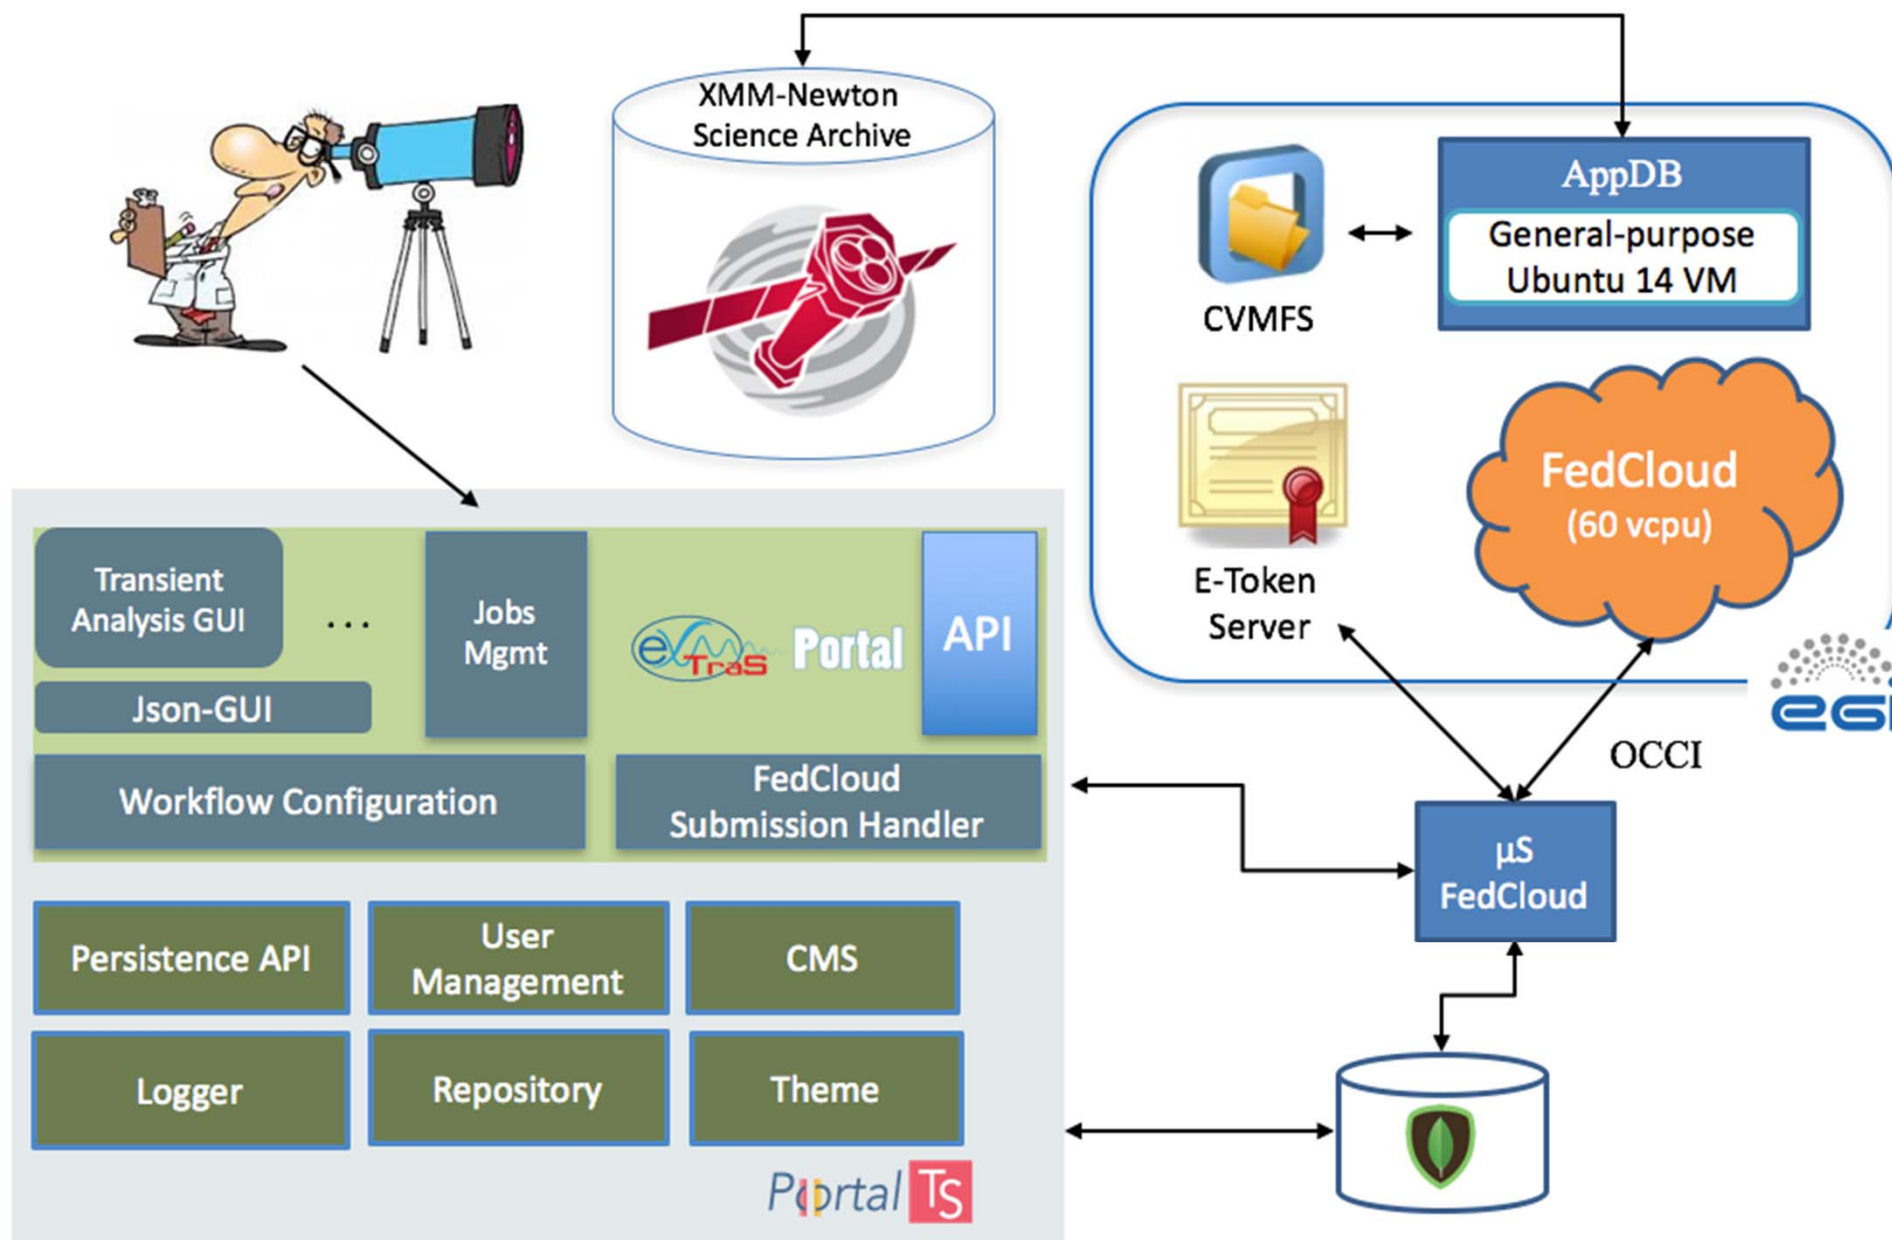 XMM-Newton
Science Archive
AppDB
General-purpose
Ubuntu 14 VM
CVMFS
FedCloud
(60 vcpu)
E-Token
Server
Transient
Analysis GUI
...
Jobs
Mgmt
eXTraS
Portal
API
Json-GUI
Workflow Configuration
FedCloud
Submission Handler
OCCI
egi
µS
FedCloud
Persistence API
User
Management
CMS
Logger
Repository
Theme
Portal TS